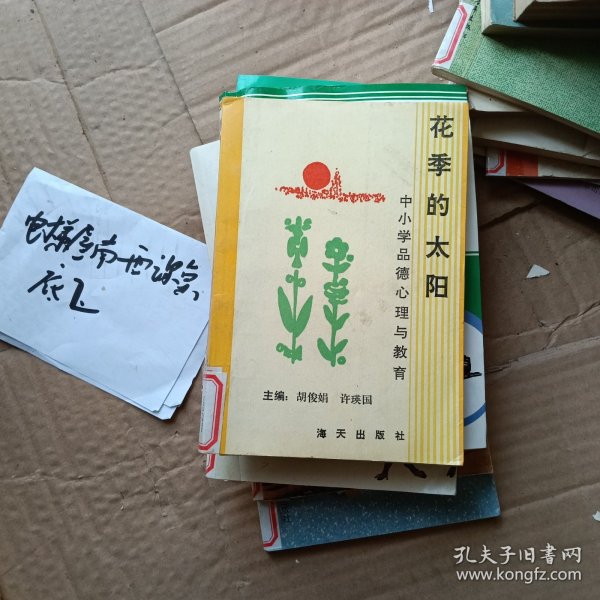 花季的太阳
中小学品德心理与教育
主编：胡俊娟 许瑛国
海天出版社
孔夫子旧书网
www.kongfz.com